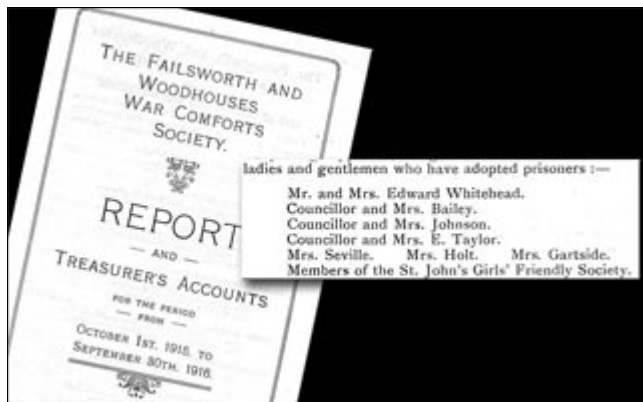 THE FAILSWORTH AND
WOODHOUSES
WAR COMFORTS
SOCIETY.
REPORT
— AND —
TREASURER'S ACCOUNTS
FOR THE PERIOD
— FROM —
OCTOBER 1ST, 1915, TO
SEPTEMBER 30TH, 1916.
ladies and gentlemen who have adopted prisoners :—
Mr. and Mrs. Edward Whitehead.
Councillor and Mrs. Bailey.
Councillor and Mrs. Johnson.
Councillor and Mrs. E. Taylor.
Mrs. Seville. Mrs. Holt. Mrs. Gartside.
Members of the St. John's Girls' Friendly Society.